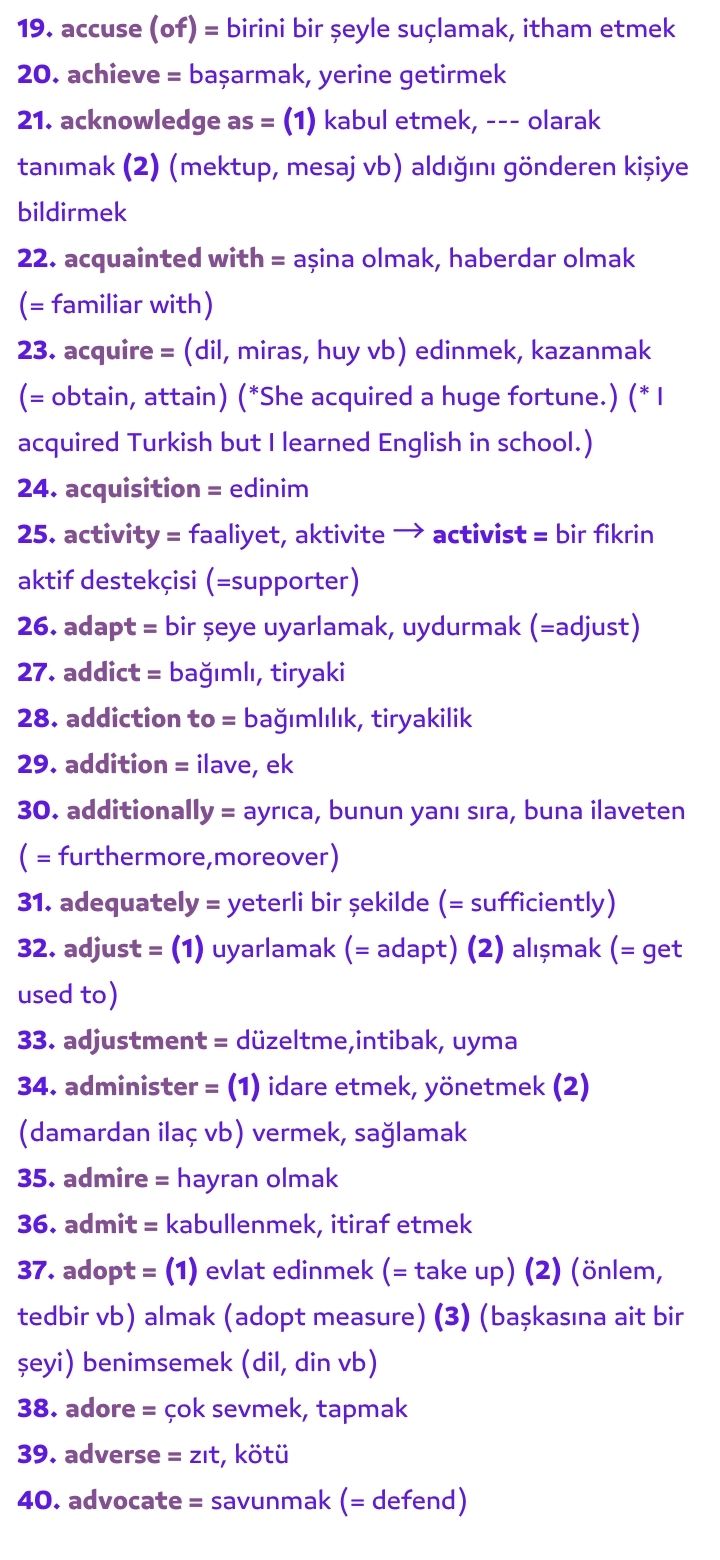 19. accuse (of) = birini bir şeyle suçlamak, itham etmek
20. achieve = başarmak, yerine getirmek
21. acknowledge as = (1) kabul etmek, --- olarak
tanımak (2) (mektup, mesaj vb) aldığını gönderen kişiye
bildirmek
22. acquainted with = aşina olmak, haberdar olmak
(= familiar with)
23. acquire = (dil, miras, huy vb) edinmek, kazanmak
(= obtain, attain) (*She acquired a huge fortune.) (* I
acquired Turkish but I learned English in school.)
24. acquisition = edinim
25. activity = faaliyet, aktivite → activist = bir fikrin
aktif destekçisi (=supporter)
26. adapt = bir şeye uyarlamak, uydurmak (=adjust)
27. addict = bağımlı, tiryaki
28. addiction to = bağımlılık, tiryakilik
29. addition = ilave, ek
30. additionally = ayrıca, bunun yanı sıra, buna ilaveten
( = furthermore,moreover)
31. adequately = yeterli bir şekilde (= sufficiently)
32. adjust = (1) uyarlamak (= adapt) (2) alışmak (= get
used to)
33. adjustment = düzeltme,intibak, uyma
34. administer = (1) idare etmek, yönetmek (2)
(damardan ilaç vb) vermek, sağlamak
35. admire = hayran olmak
36. admit = kabullenmek, itiraf etmek
37. adopt = (1) evlat edinmek (= take up) (2) (önlem,
tedbir vb) almak (adopt measure) (3) (başkasına ait bir
şeyi) benimsemek (dil, din vb)
38. adore = çok sevmek, tapmak
39. adverse = zıt, kötü
40. advocate = savunmak (= defend)